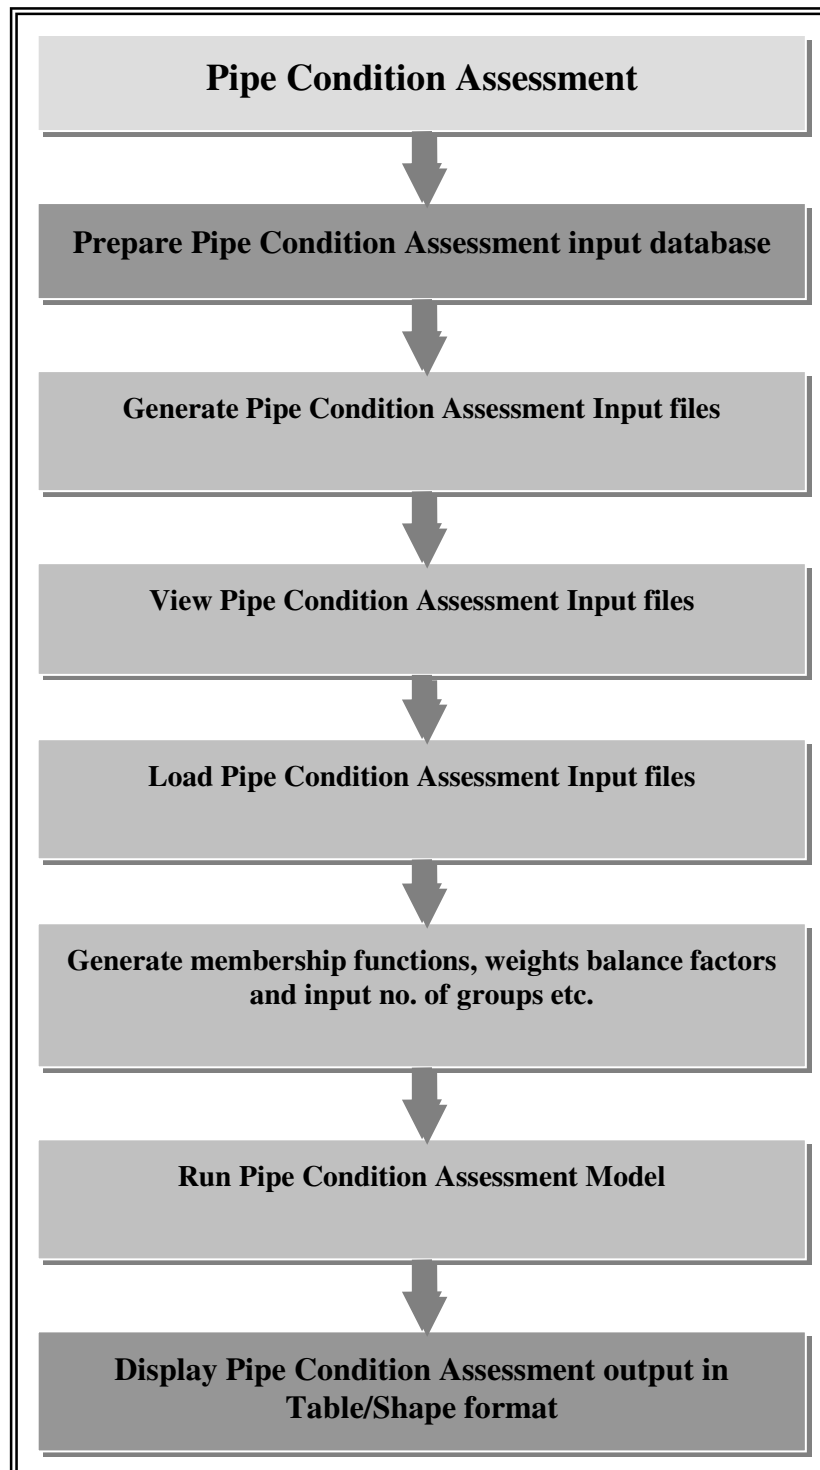 Pipe Condition Assessment
Prepare Pipe Condition Assessment input database
Generate Pipe Condition Assessment Input files
View Pipe Condition Assessment Input files
Load Pipe Condition Assessment Input files
Generate membership functions, weights balance factors
and input no. of groups etc.
Run Pipe Condition Assessment Model
Display Pipe Condition Assessment output in
Table/Shape format